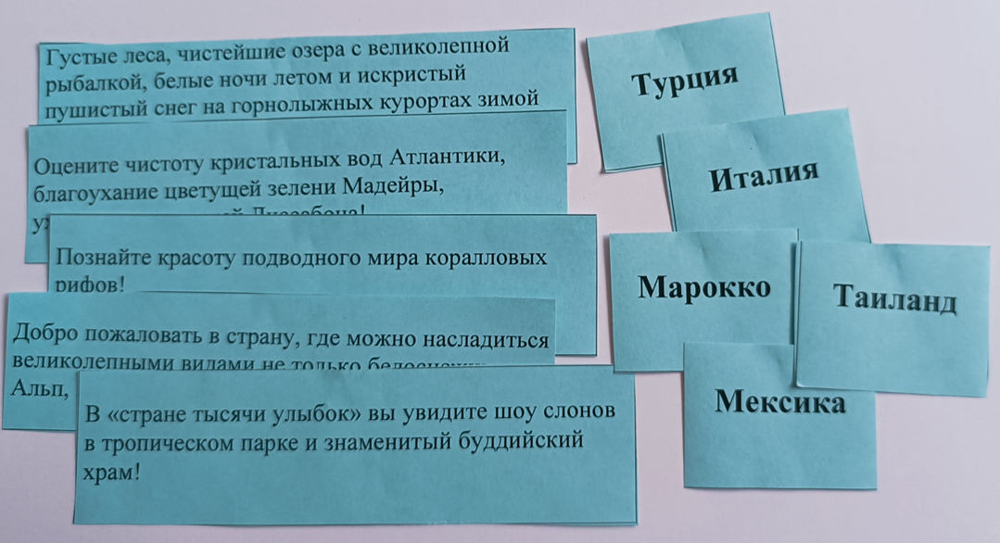 Густые леса, чистейшие озера с великолепной
рыбалкой, белые ночи летом и искристый
пушистый снег на горнолыжных курортах зимой
Оцените чистоту кристальных вод Атлантики,
благоухание цветущей зелени Мадейры,
Лиссабона!
Познайте красоту подводного мира коралловых
рифов!
Добро пожаловать в страну, где можно насладиться
великолепными видами не только
Альп,
В «стране тысячи улыбок» вы увидите шоу слонов
в тропическом парке и знаменитый буддийский
храм!
Турция
Италия
Марокко
Таиланд
Мексика